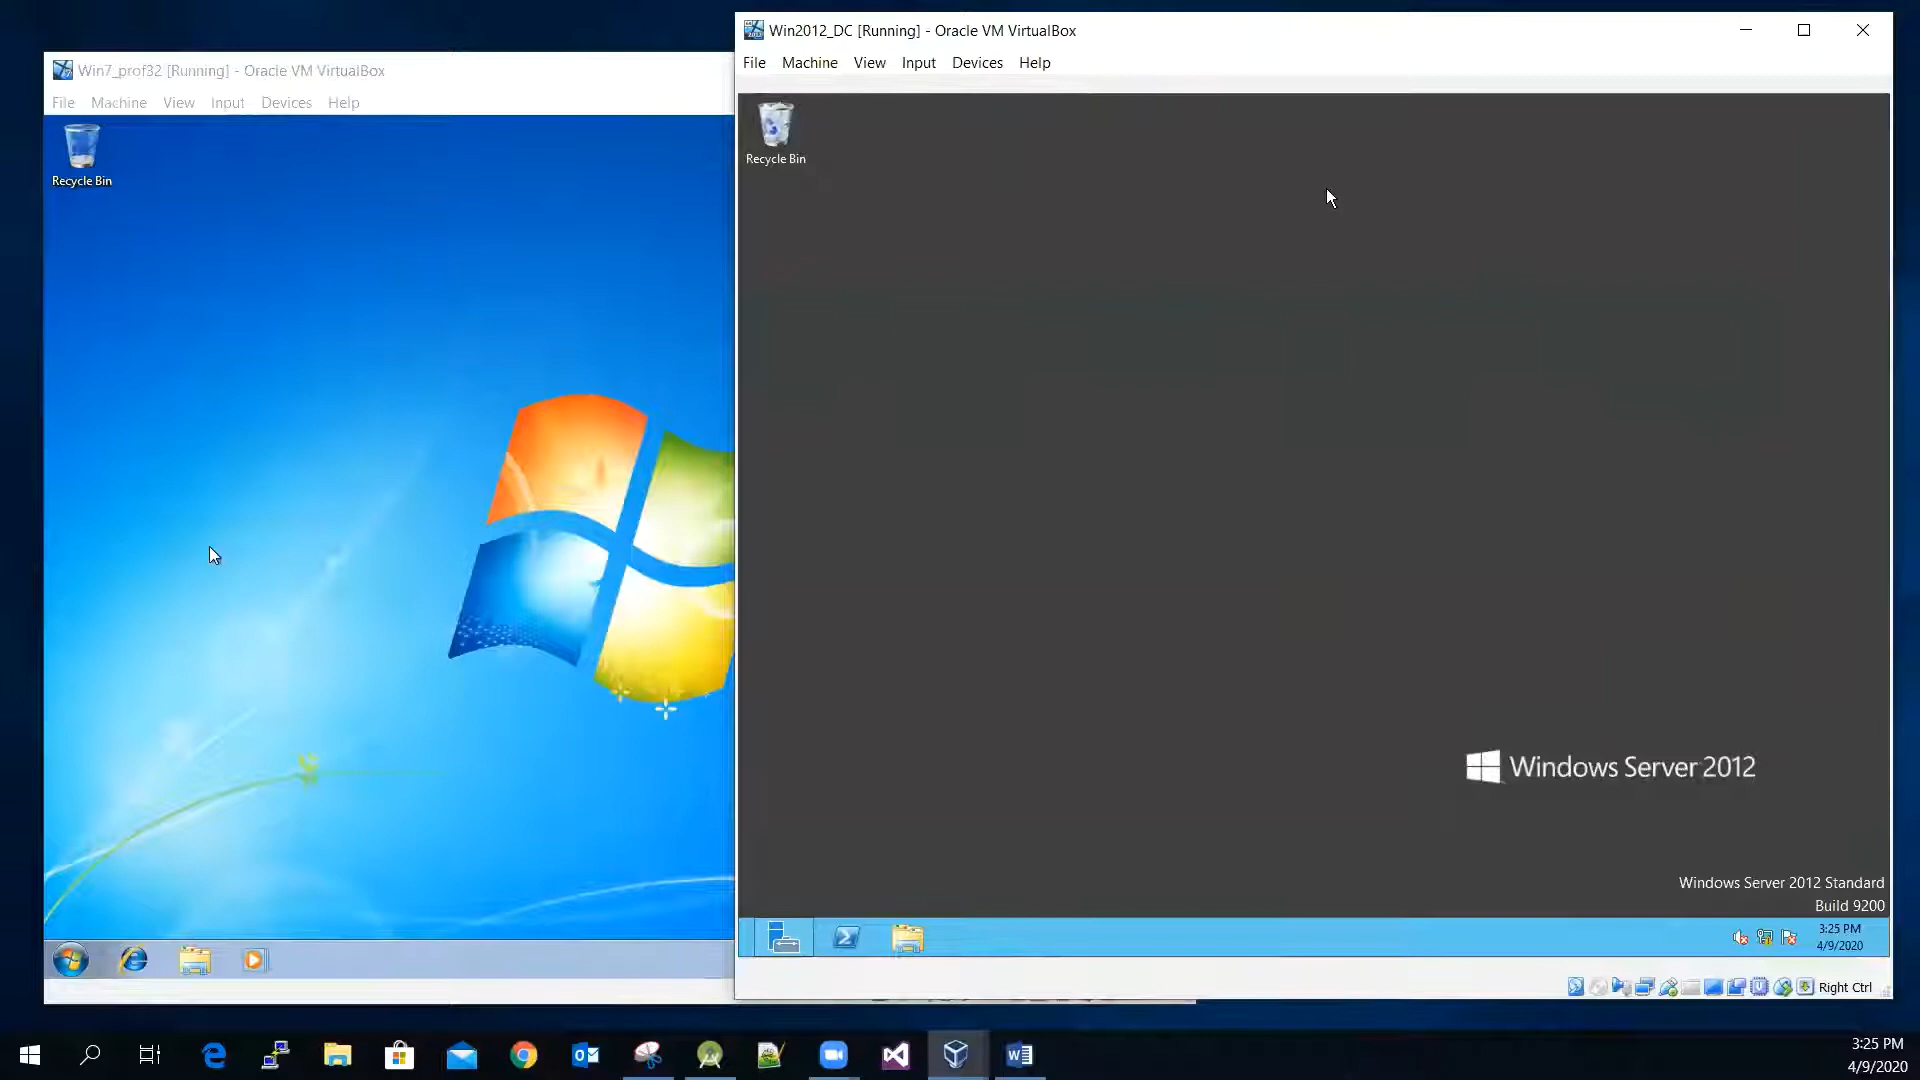 Win2012_DC [Running] - Oracle VM VirtualBox
File Machine View Input Devices Help
Recycle Bin
Windows Server 2012
Windows Server 2012 Standard
Build 9200
3:25 PM
4/9/2020
Right Ctrl
Win7_prof32 [Running] - Oracle VM VirtualBox
File Machine View Input Devices Help
Recycle Bin
3:25 PM
4/9/2020